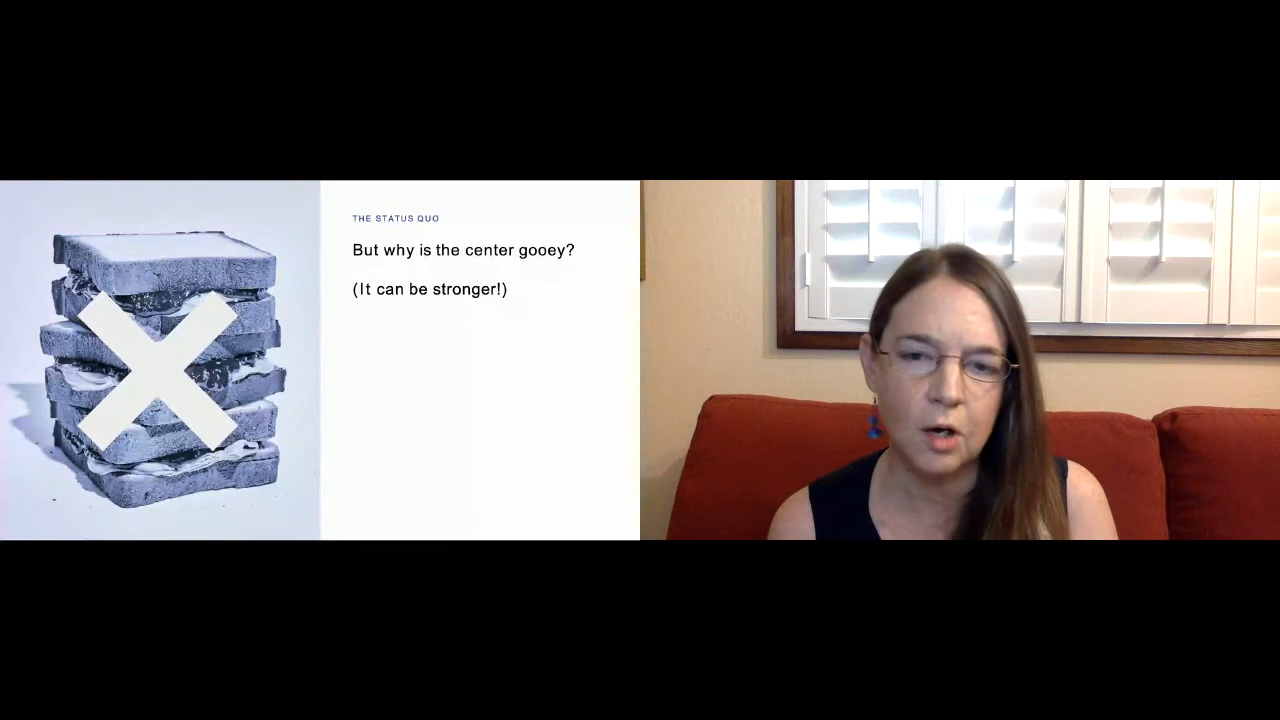 THE STATUS QUO
But why is the center gooey?
(It can be stronger!)